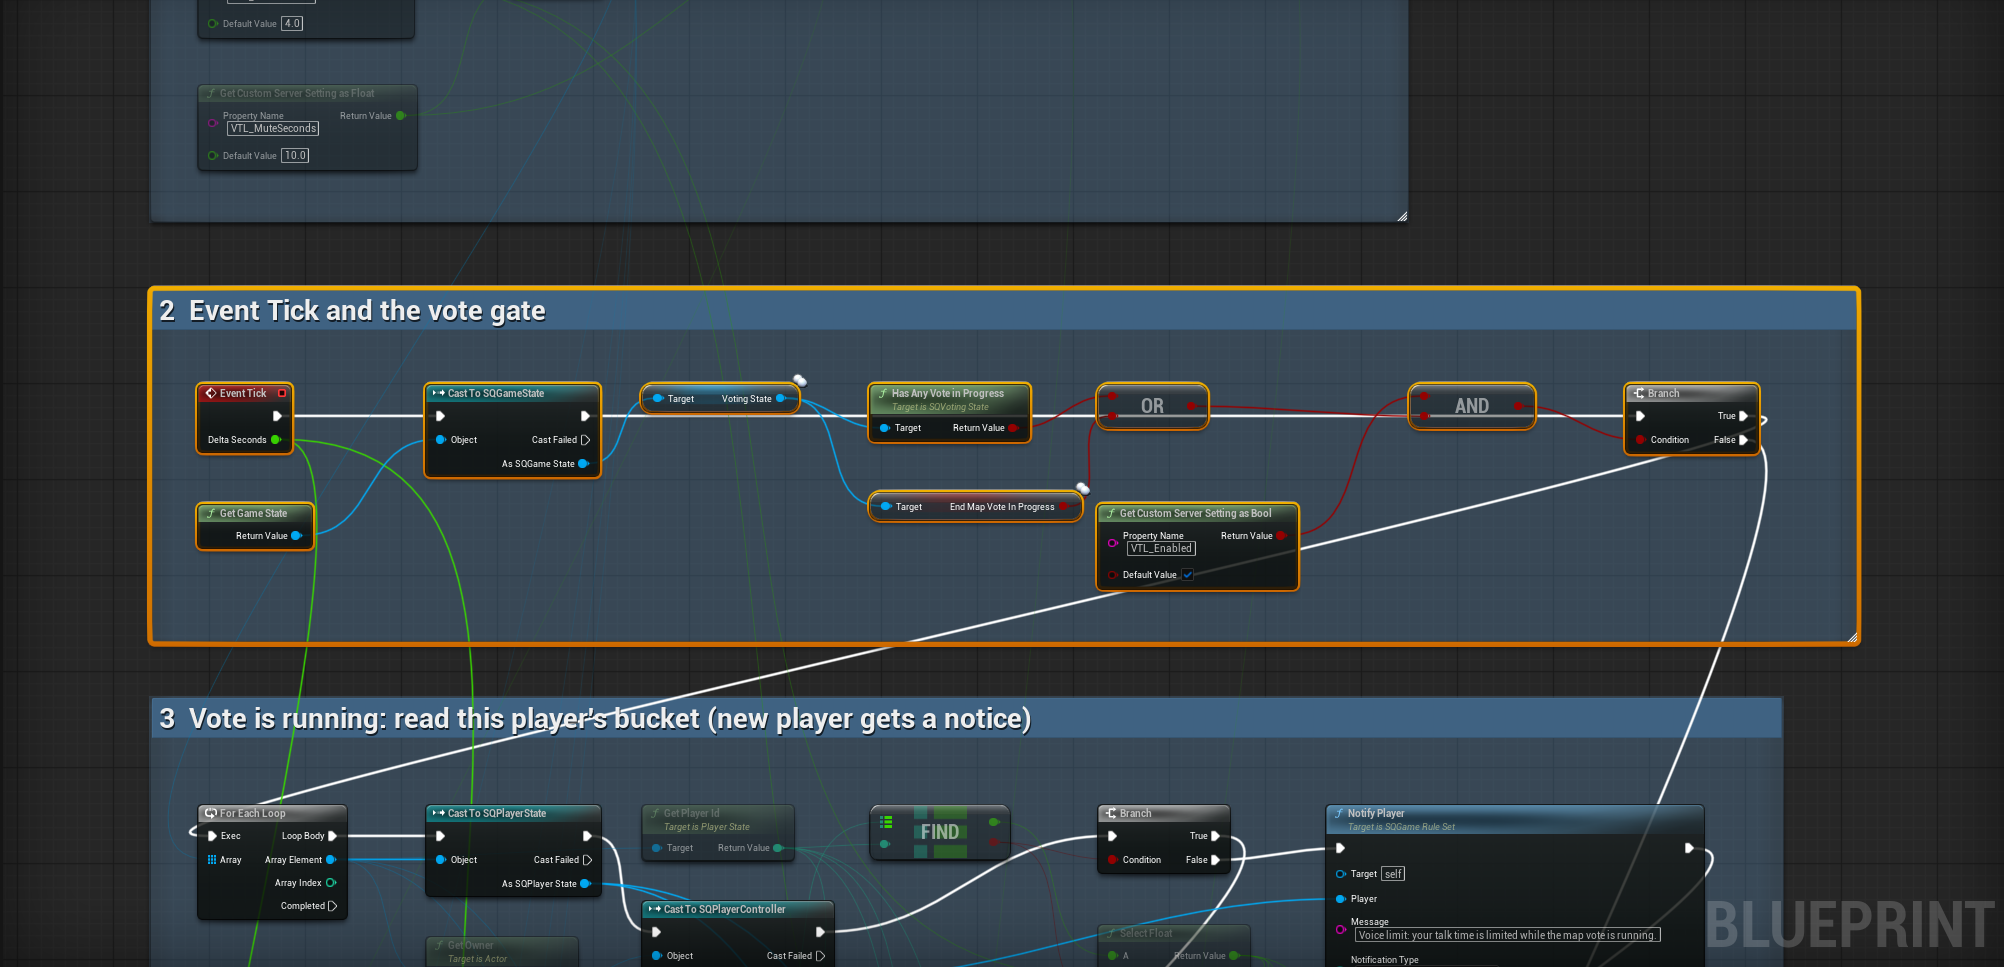 Default Value 4.0
Get Custom Server Setting as Float
Property Name
Return Value
VTL_MuteSeconds
Default Value 10.0
2 Event Tick and the vote gate
Event Tick
Delta Seconds
Get Game State
Return Value
Cast To SQGameState
Object
Cast Failed
As SQGame State
Target
Voting State
Has Any Vote in Progress
Target is SQVoting State
Target
Return Value
Target
End Map Vote In Progress
OR
Get Custom Server Setting as Bool
Property Name
Return Value
VTL_Enabled
Default Value
AND
Branch
True
Condition
False
3 Vote is running: read this player's bucket (new player gets a notice)
For Each Loop
Exec
Loop Body
Array
Array Element
Array Index
Completed
Cast To SQPlayerState
Object
Cast Failed
As SQPlayer State
Get Owner
Target is Actor
Get Player Id
Target is Player State
Target
Return Value
Cast To SQPlayerController
Object
Cast Failed
FIND
Branch
True
Condition
False
Select Float
A
Return Value
Notify Player
Target is SQGame Rule Set
Target self
Player
Message
Voice limit: your talk time is limited while the map vote is running.
Notification Type
BLUEPRINT